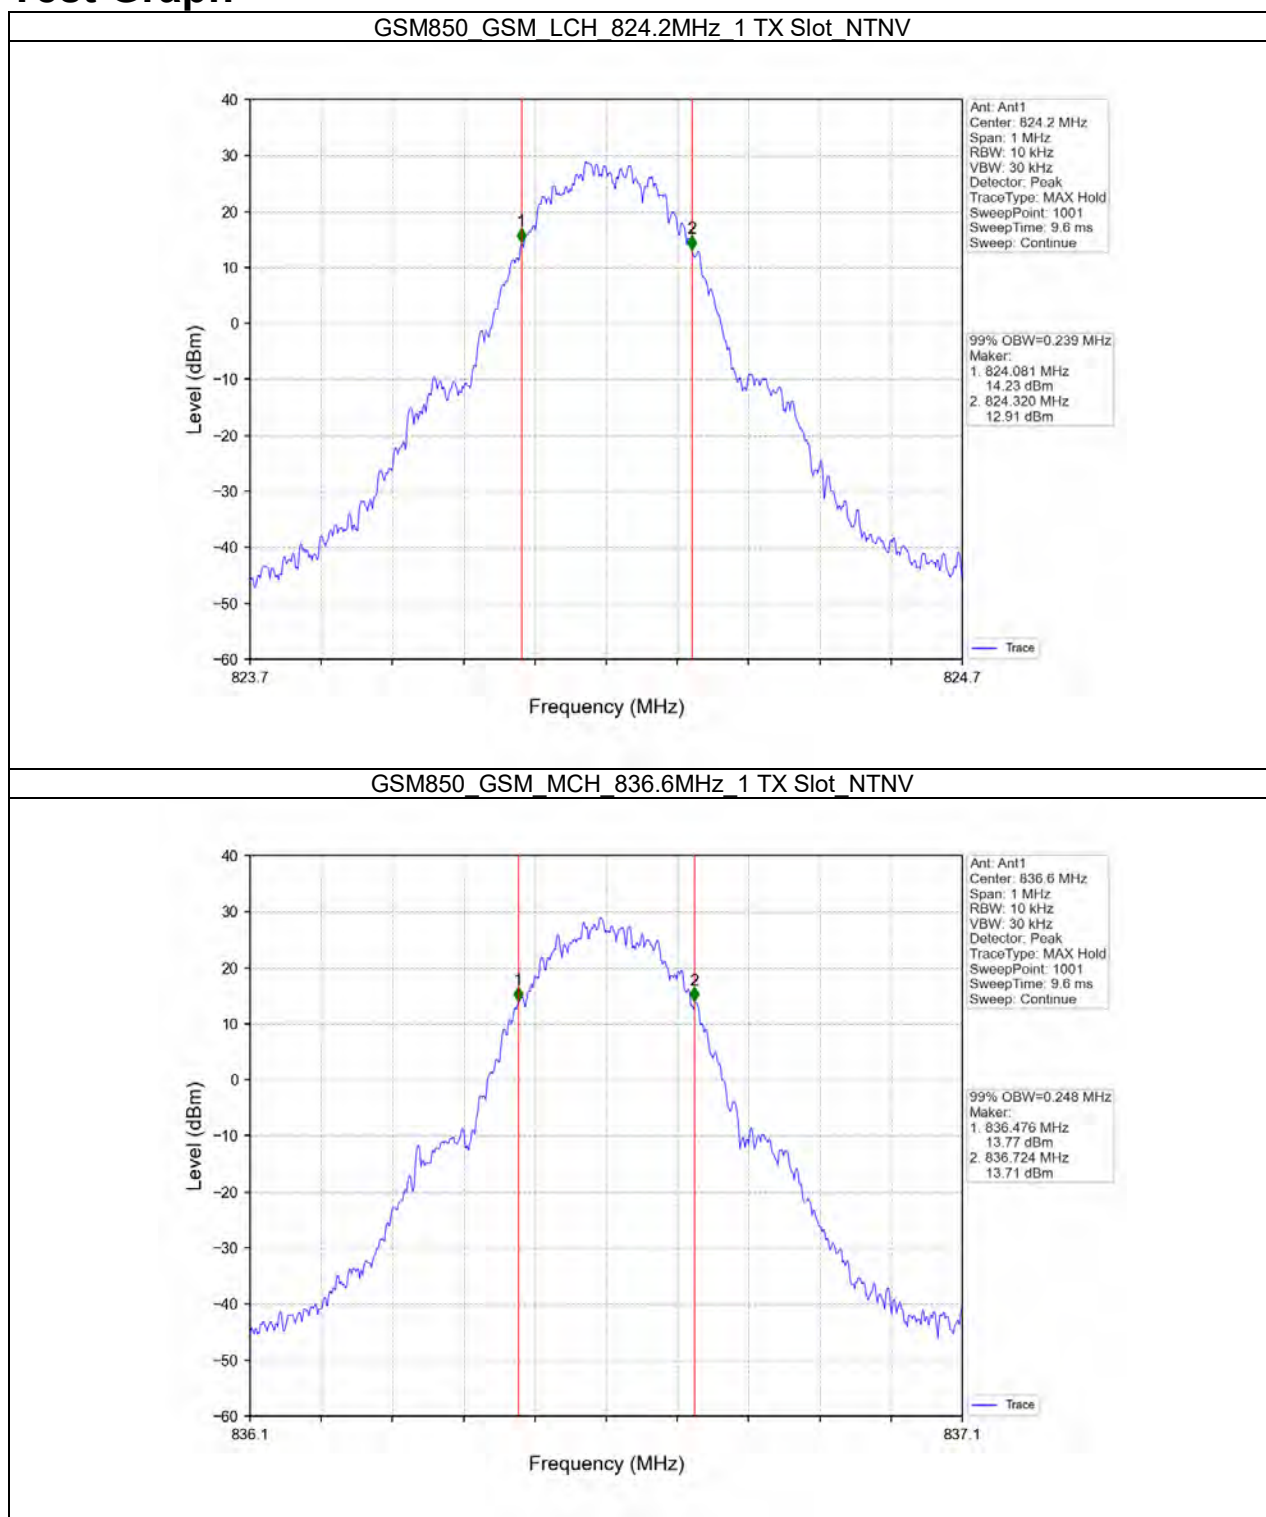 Test Graph
GSM850_GSM_LCH_824.2MHz_1 TX Slot_NTNV
40
30
20
10
0
−10
−20
−30
−40
−50
−60
Level (dBm)
1
2
823.7
824.7
Frequency (MHz)
Ant: Ant1
Center: 824.2 MHz
Span: 1 MHz
RBW: 10 kHz
VBW: 30 kHz
Detector: Peak
TraceType: MAX Hold
SweepPoint: 1001
SweepTime: 9.6 ms
Sweep: Continue
99% OBW=0.239 MHz
Maker:
1. 824.081 MHz
14.23 dBm
2. 824.320 MHz
12.91 dBm
Trace
GSM850_GSM_MCH_836.6MHz_1 TX Slot_NTNV
40
30
20
10
0
−10
−20
−30
−40
−50
−60
Level (dBm)
1
2
836.1
837.1
Frequency (MHz)
Ant: Ant1
Center: 836.6 MHz
Span: 1 MHz
RBW: 10 kHz
VBW: 30 kHz
Detector: Peak
TraceType: MAX Hold
SweepPoint: 1001
SweepTime: 9.6 ms
Sweep: Continue
99% OBW=0.248 MHz
Maker:
1. 836.476 MHz
13.77 dBm
2. 836.724 MHz
13.71 dBm
Trace